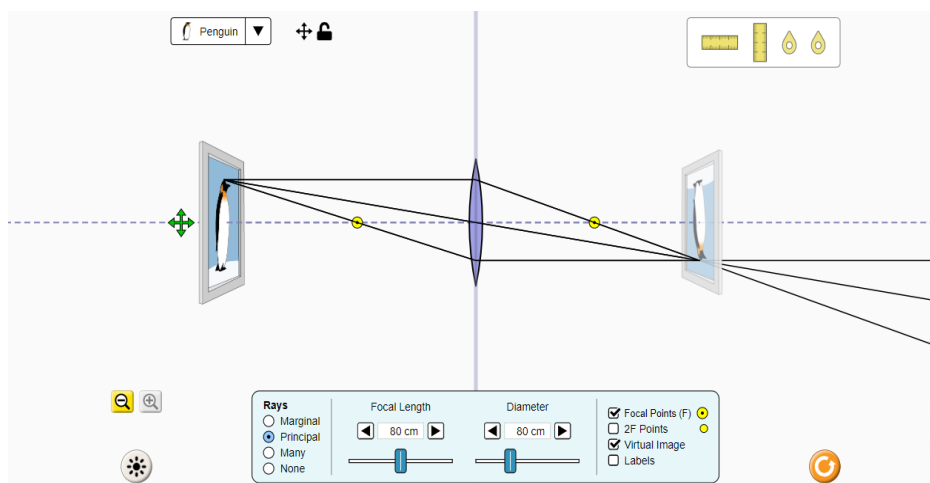 Penguin
Rays
Marginal
Principal
Many
None
Focal Length
80 cm
Diameter
80 cm
Focal Points (F)
2F Points
Virtual Image
Labels